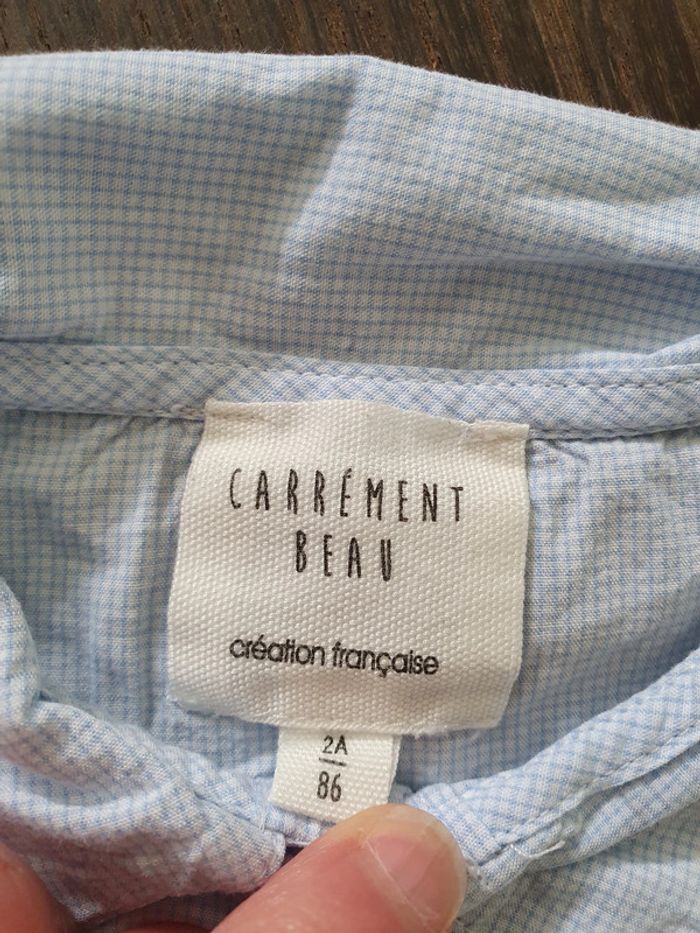 CARRÉMENT
BEAU
création française
2A
86